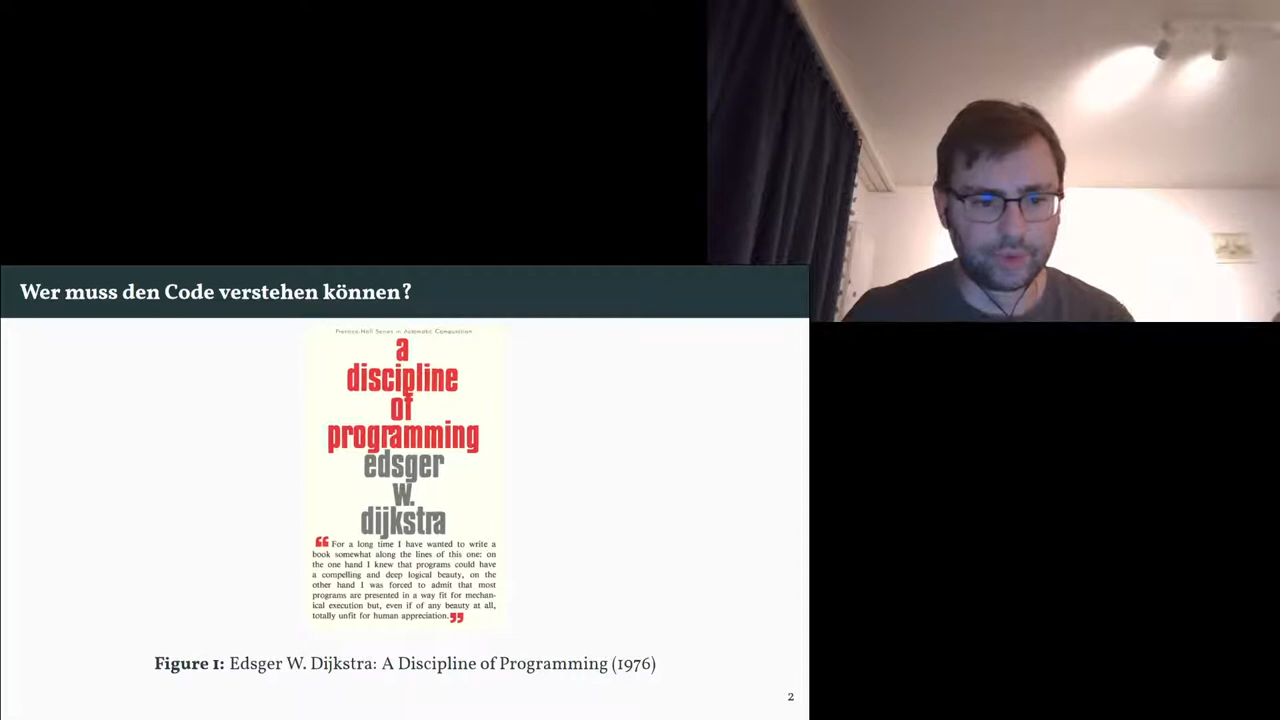 Wer muss den Code verstehen können?
Prentice-Hall Series in Automatic Computation
a
discipline
of
programming
edsger
w.
dijkstra
“ For a long time I have wanted to write a
book somewhat along the lines of this one: on
the one hand I knew that programs could have
a compelling and deep logical beauty, on the
other hand I was forced to admit that most
programs are presented in a way fit for mechan-
ical execution but, even if of any beauty at all,
totally unfit for human appreciation. ”
Figure 1: Edsger W. Dijkstra: A Discipline of Programming (1976)
2